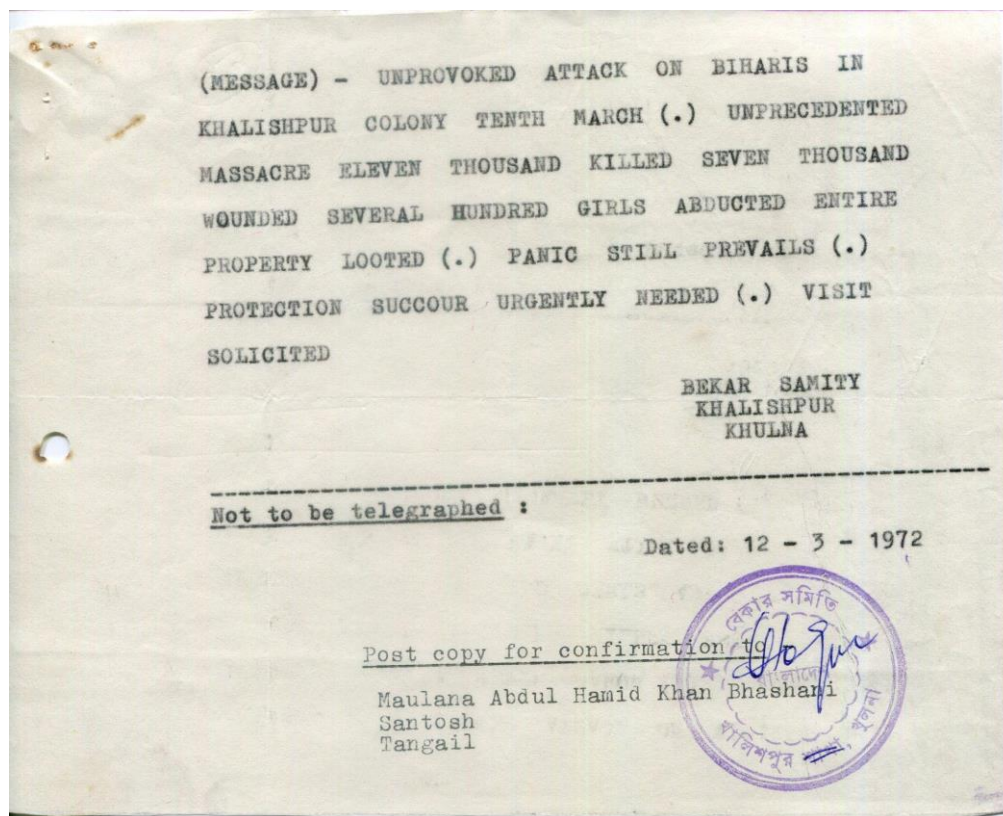 (MESSAGE) - UNPROVOKED ATTACK ON BIHARIS IN
KHALISHPUR COLONY TENTH MARCH (.) UNPRECEDENTED
MASSACRE ELEVEN THOUSAND KILLED SEVEN THOUSAND
WOUNDED SEVERAL HUNDRED GIRLS ABDUCTED ENTIRE
PROPERTY LOOTED (.) PANIC STILL PREVAILS (.)
PROTECTION SUCCOUR URGENTLY NEEDED (.) VISIT
SOLICITED
BEKAR SAMITY
KHALISHPUR
KHULNA
Not to be telegraphed :
Dated: 12 - 3 - 1972
বেকার সমিতি
Post copy for confirmation to
বাংলাদেশ
Maulana Abdul Hamid Khan Bhashani
Santosh
Tangail
খালিশপুর
খুলনা